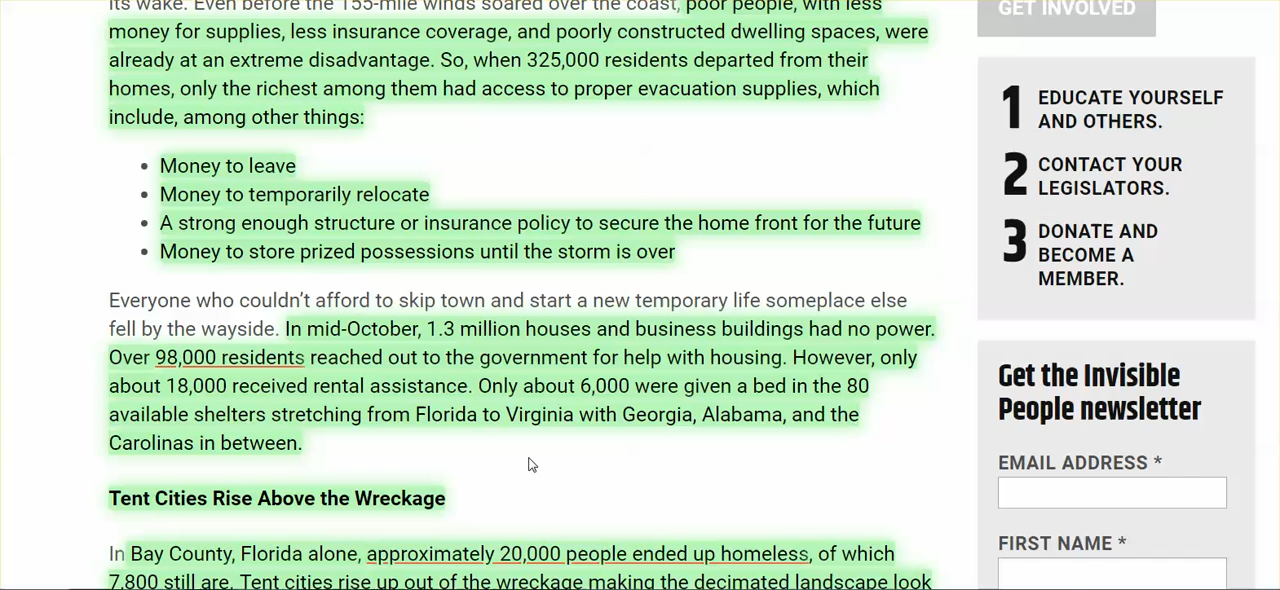 its wake. Even before the 155-mile winds soared over the coast, poor people, with less
money for supplies, less insurance coverage, and poorly constructed dwelling spaces, were
already at an extreme disadvantage. So, when 325,000 residents departed from their
homes, only the richest among them had access to proper evacuation supplies, which
include, among other things:
Money to leave
Money to temporarily relocate
A strong enough structure or insurance policy to secure the home front for the future
Money to store prized possessions until the storm is over
Everyone who couldn’t afford to skip town and start a new temporary life someplace else
fell by the wayside. In mid-October, 1.3 million houses and business buildings had no power.
Over 98,000 residents reached out to the government for help with housing. However, only
about 18,000 received rental assistance. Only about 6,000 were given a bed in the 80
available shelters stretching from Florida to Virginia with Georgia, Alabama, and the
Carolinas in between.
Tent Cities Rise Above the Wreckage
In Bay County, Florida alone, approximately 20,000 people ended up homeless, of which
7,800 still are. Tent cities rise up out of the wreckage making the decimated landscape look
GET INVOLVED
1 EDUCATE YOURSELF
AND OTHERS.
2 CONTACT YOUR
LEGISLATORS.
3 DONATE AND
BECOME A
MEMBER.
Get the Invisible
People newsletter
EMAIL ADDRESS *
FIRST NAME *